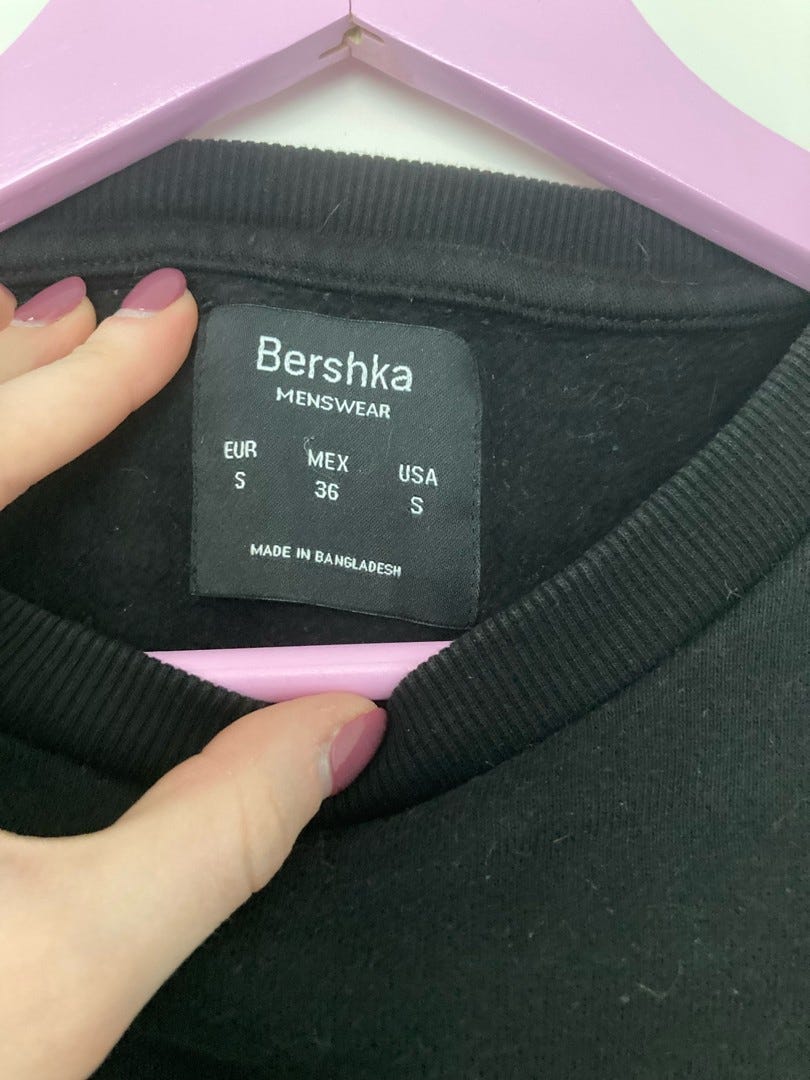 Bershka
MENSWEAR
EUR MEX USA
S 36 S
MADE IN BANGLADESH